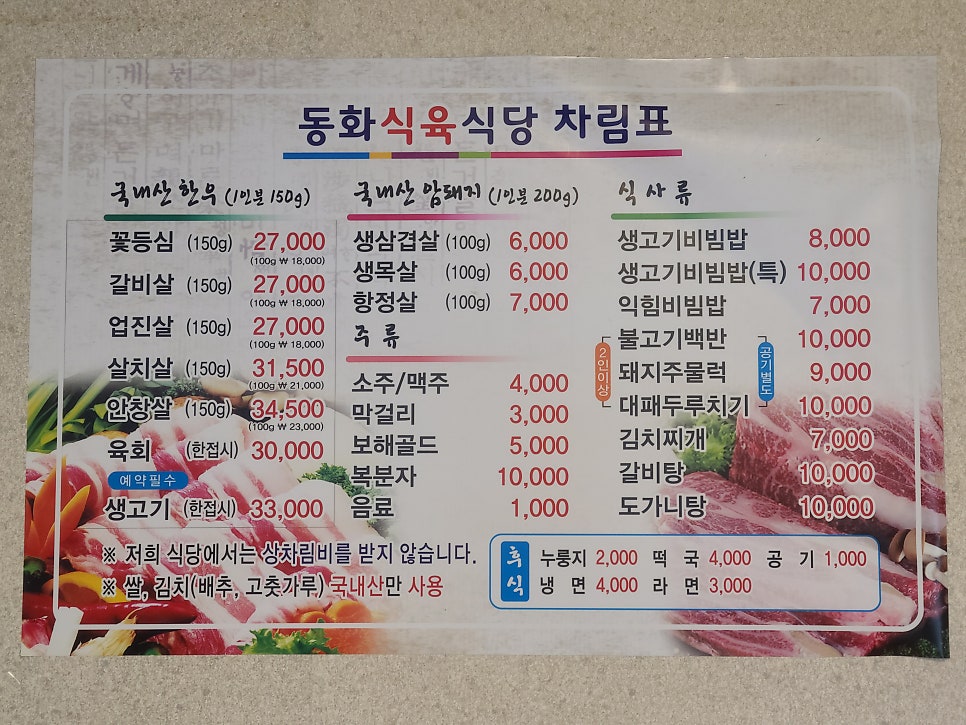 동화식육식당 차림표
국내산 한우 (1인분 150g)
꽃등심 (150g) 27,000
(100g ₩ 18,000)
갈비살 (150g) 27,000
(100g ₩ 18,000)
업진살 (150g) 27,000
(100g ₩ 18,000)
살치살 (150g) 31,500
(100g ₩ 21,000)
안창살 (150g) 34,500
(100g ₩ 23,000)
육회 (한접시) 30,000
예약필수
생고기 (한접시) 33,000
국내산 암돼지 (1인분 200g)
생삼겹살 (100g) 6,000
생목살 (100g) 6,000
항정살 (100g) 7,000
주류
소주/맥주 4,000
막걸리 3,000
보해골드 5,000
복분자 10,000
음료 1,000
식사류
생고기비빔밥 8,000
생고기비빔밥(특) 10,000
익힘비빔밥 7,000
불고기백반 10,000
돼지주물럭 9,000
대패두루치기 10,000
2인이상
공기별도
김치찌개 7,000
갈비탕 10,000
도가니탕 10,000
※ 저희 식당에서는 상차림비를 받지 않습니다.
※ 쌀, 김치(배추, 고춧가루) 국내산만 사용
후식
누룽지 2,000 떡국 4,000 공기 1,000
냉면 4,000 라면 3,000